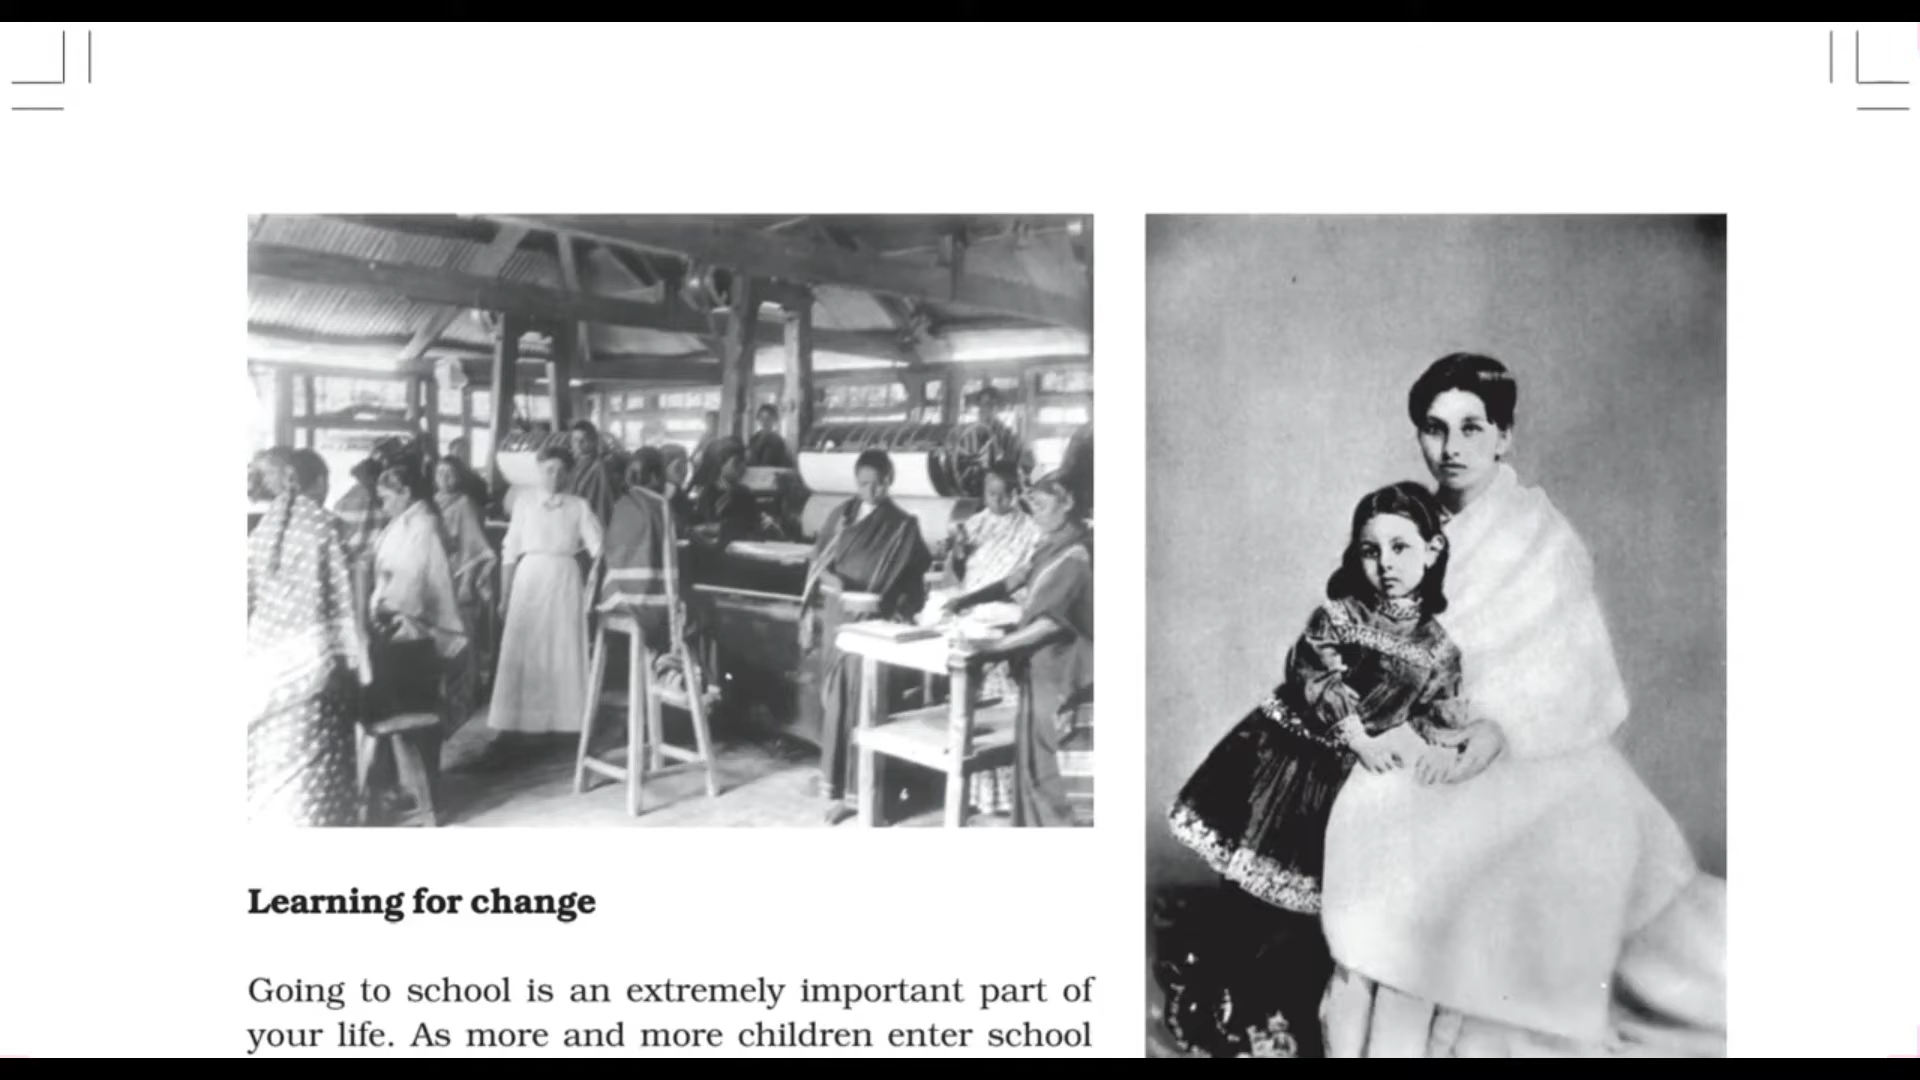 Learning for change
Going to school is an extremely important part of
your life. As more and more children enter school